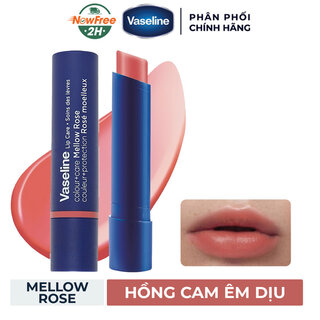 NowFree
2H
Vaseline
PHÂN PHỐI
CHÍNH HÃNG
Vaseline
Lip Care • Soins des lèvres
colour+care Mellow Rose
couleur+protection Rosé moelleux
MELLOW
ROSE
HỒNG CAM ÊM DỊU